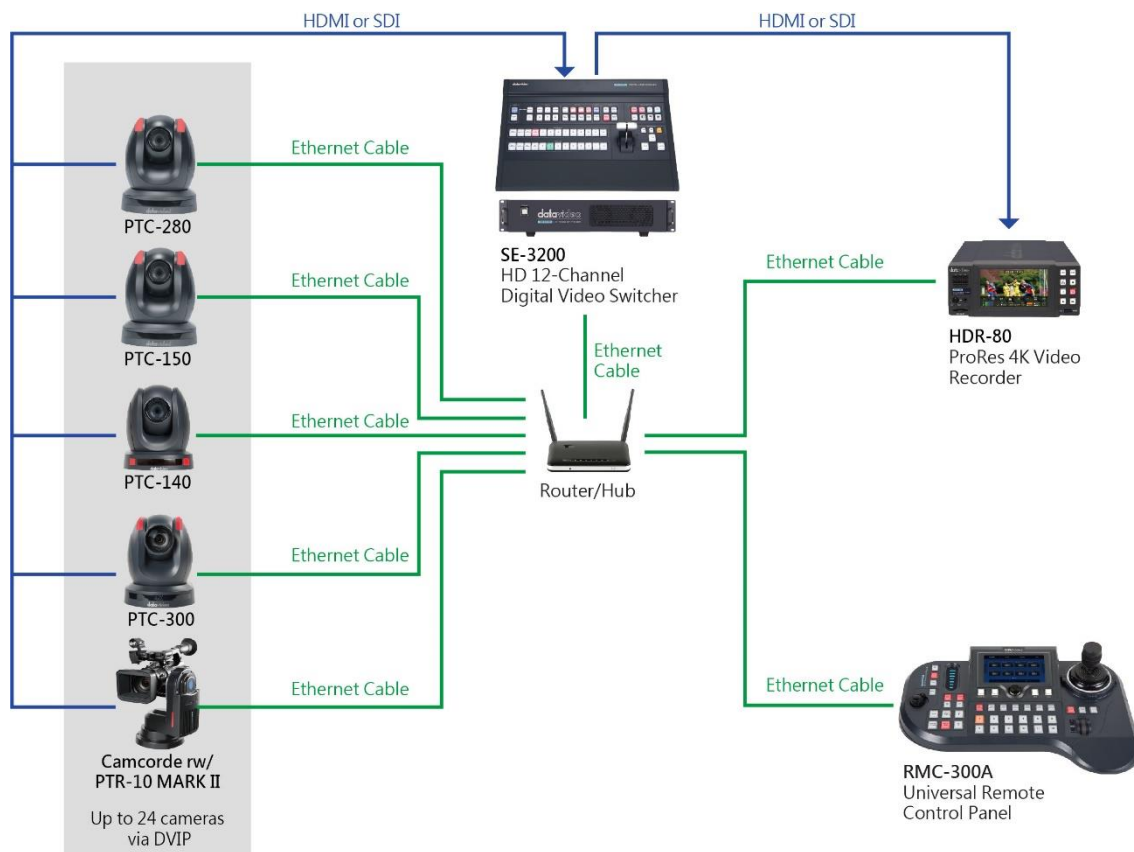 HDMI or SDI
HDMI or SDI
PTC-280
Ethernet Cable
PTC-150
Ethernet Cable
PTC-140
Ethernet Cable
PTC-300
Ethernet Cable
Camcorde rw/
PTR-10 MARK II
Ethernet Cable
Up to 24 cameras
via DVIP
datavideo
SE-3200
HD 12-Channel
Digital Video Switcher
Ethernet
Cable
Router/Hub
Ethernet Cable
HDR-80
ProRes 4K Video
Recorder
Ethernet Cable
RMC-300A
Universal Remote
Control Panel